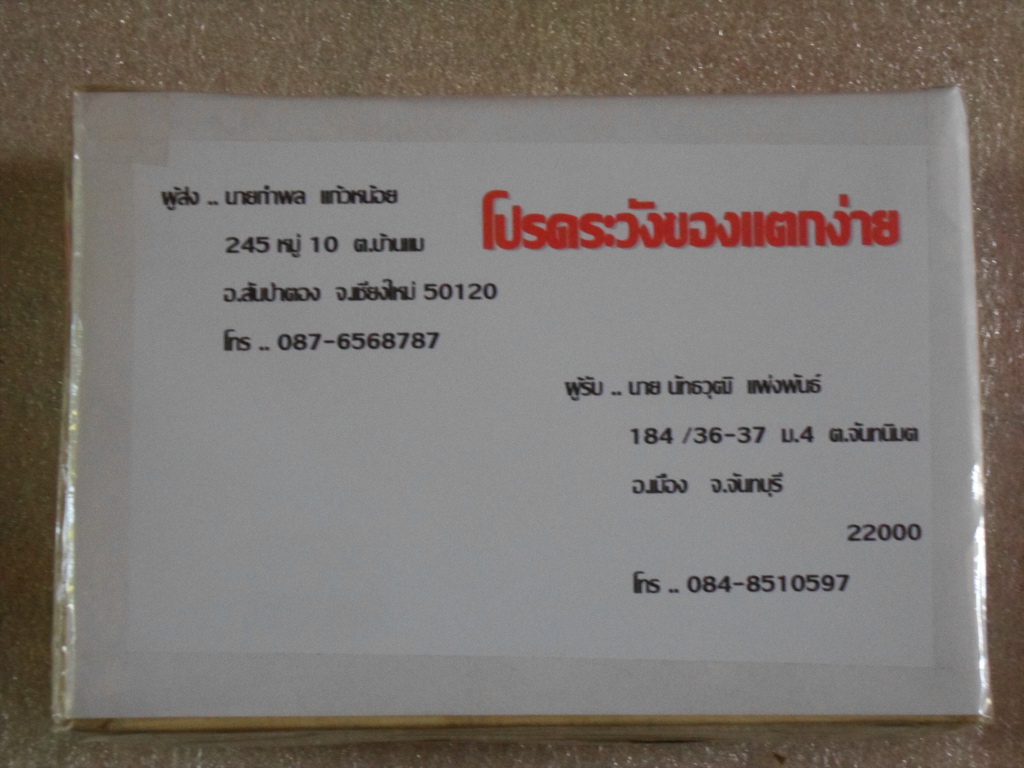 ผู้ส่ง .. นายกำพล แก้วหน้อย
โปรดระวังของแตกง่าย
245 หมู่ 10 ต.บ้านแม
อ.สันป่าตอง จ.เชียงใหม่ 50120
โทร .. 087-6568787
ผู้รับ .. นาย นัทธวุฒิ แพ่งพันธ์
184 /36-37 ม.4 ต.จันทนิมต
อ.เมือง จ.จันทบุรี
22000
โทร .. 084-8510597